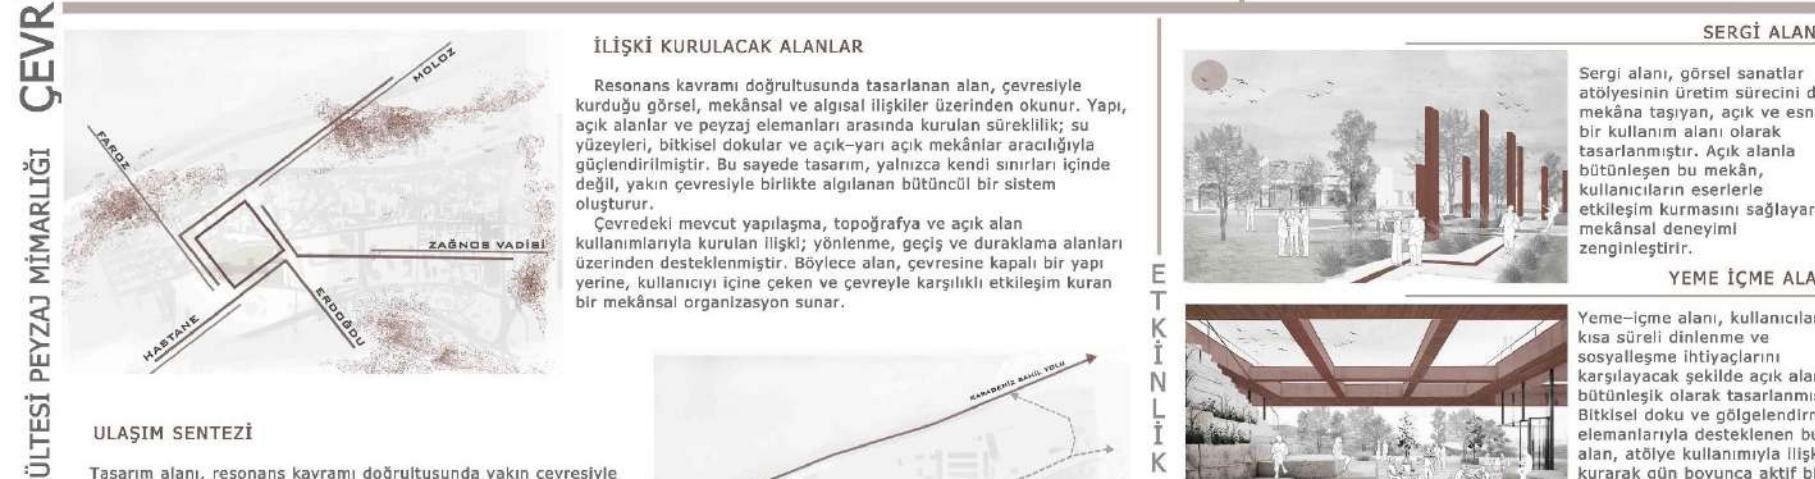 ÇEVR
ÜLTESİ PEYZAJ MİMARLIĞI
MOLOZ
FAROZ
ZAĞNOS VADİSİ
ERDOĞDU
HASTANE
İLİŞKİ KURULACAK ALANLAR
Resonans kavramı doğrultusunda tasarlanan alan, çevresiyle
kurduğu görsel, mekânsal ve algısal ilişkiler üzerinden okunur. Yapı,
açık alanlar ve peyzaj elemanları arasında kurulan süreklilik; su
yüzeyleri, bitkisel dokular ve açık–yarı açık mekânlar aracılığıyla
güçlendirilmiştir. Bu sayede tasarım, yalnızca kendi sınırları içinde
değil, yakın çevresiyle birlikte algılanan bütüncül bir sistem
oluşturur.
Çevredeki mevcut yapılaşma, topoğrafya ve açık alan
kullanımlarıyla kurulan ilişki; yönlenme, geçiş ve duraklama alanları
üzerinden desteklenmiştir. Böylece alan, çevresine kapalı bir yapı
yerine, kullanıcıyı içine çeken ve çevreyle karşılıklı etkileşim kuran
bir mekânsal organizasyon sunar.
ULAŞIM SENTEZİ
Tasarım alanı, resonans kavramı doğrultusunda yakın çevresiyle
KARADENİZ SAHİL YOLU
ETKİNLİK
SERGİ ALAN
Sergi alanı, görsel sanatlar
atölyesinin üretim sürecini d
mekâna taşıyan, açık ve esn
bir kullanım alanı olarak
tasarlanmıştır. Açık alanla
bütünleşen bu mekân,
kullanıcıların eserlerle
etkileşim kurmasını sağlayar
mekânsal deneyimi
zenginleştirir.
YEME İÇME ALA
Yeme–içme alanı, kullanıcılar
kısa süreli dinlenme ve
sosyalleşme ihtiyaçlarını
karşılayacak şekilde açık alan
bütünleşik olarak tasarlanmış
Bitkisel doku ve gölgelendirm
elemanlarıyla desteklenen bu
alan, atölye kullanımıyla ilişk
kurarak gün boyunca aktif bi